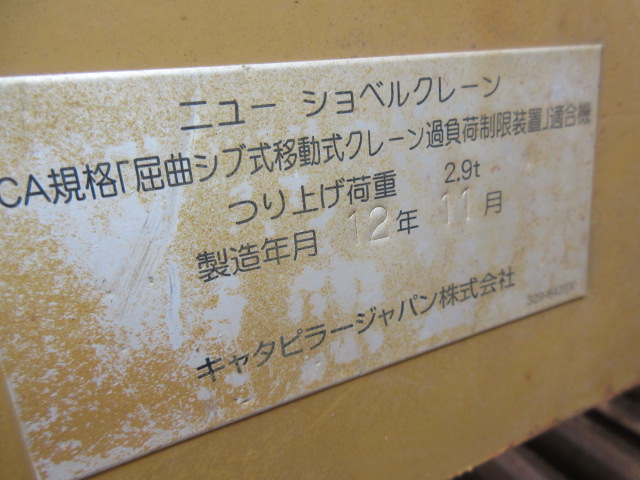 ニュー ショベルクレーン
CA規格「屈曲ジブ式移動式クレーン過負荷制限装置」適合機
つり上げ荷重 2.9t
製造年月 12年 11月
キャタピラージャパン株式会社